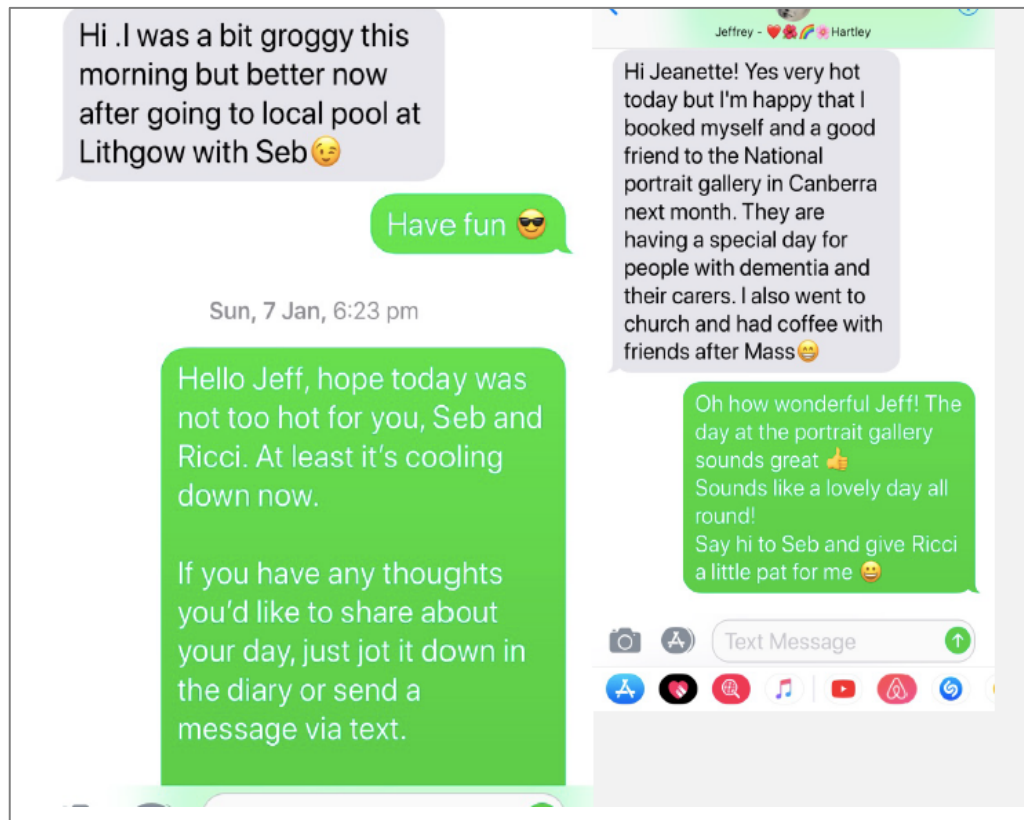 Hi .I was a bit groggy this
morning but better now
after going to local pool at
Lithgow with Seb😉
Have fun 😎
Sun, 7 Jan, 6:23 pm
Hello Jeff, hope today was
not too hot for you, Seb and
Ricci. At least it’s cooling
down now.
If you have any thoughts
you’d like to share about
your day, just jot it down in
the diary or send a
message via text.
Jeffrey - ❤️🌺🌈🌸Hartley
Hi Jeanette! Yes very hot
today but I'm happy that I
booked myself and a good
friend to the National
portrait gallery in Canberra
next month. They are
having a special day for
people with dementia and
their carers. I also went to
church and had coffee with
friends after Mass😁
Oh how wonderful Jeff! The
day at the portrait gallery
sounds great 👍
Sounds like a lovely day all
round!
Say hi to Seb and give Ricci
a little pat for me 😀
Text Message